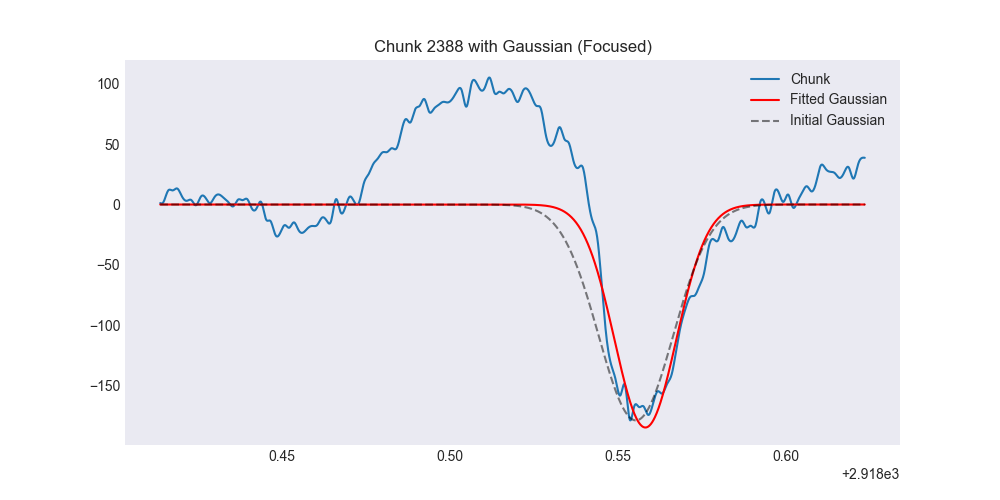 Chunk 2388 with Gaussian (Focused)
Chunk
Fitted Gaussian
Initial Gaussian
100
50
0
−50
−100
−150
0.45 0.50 0.55 0.60
+2.918e3